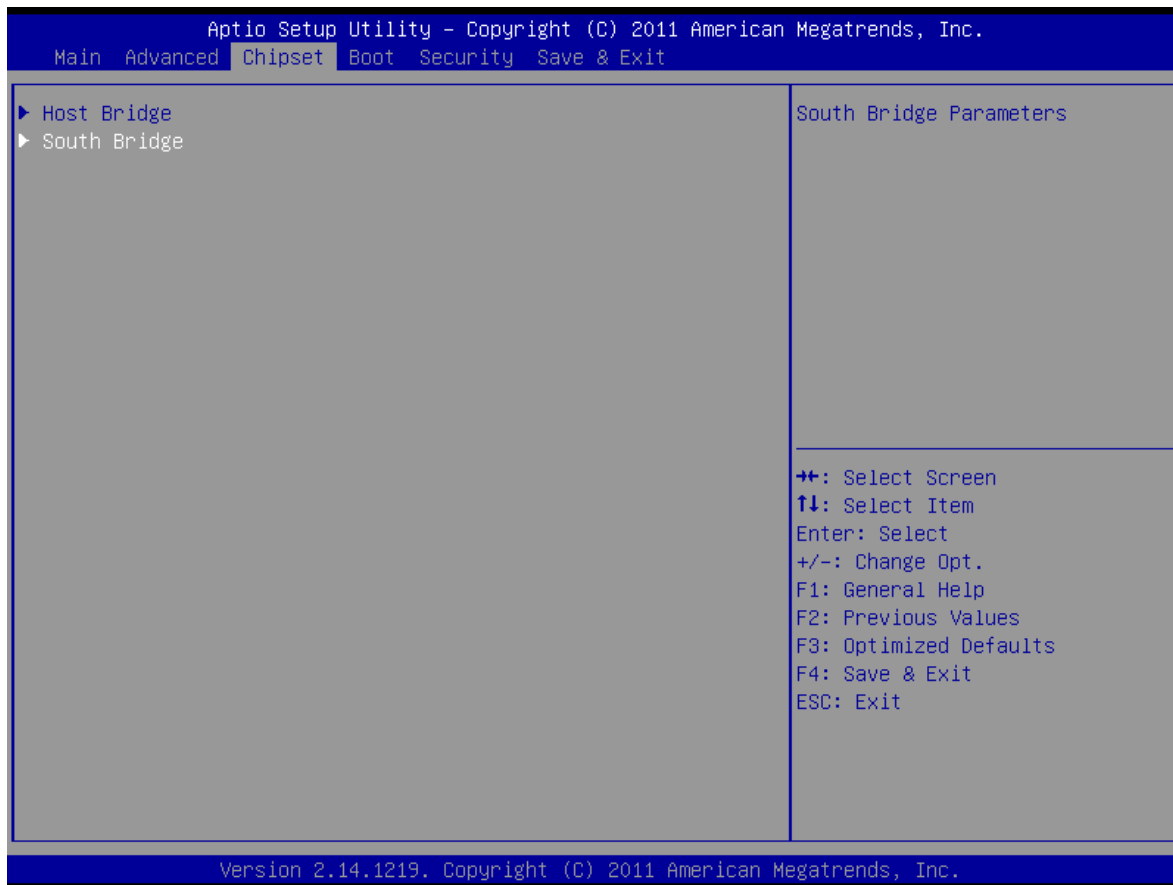 Aptio Setup Utility – Copyright (C) 2011 American Megatrends, Inc.
Main Advanced Chipset Boot Security Save & Exit
▶ Host Bridge
▶ South Bridge
South Bridge Parameters
→←: Select Screen
↑↓: Select Item
Enter: Select
+/-: Change Opt.
F1: General Help
F2: Previous Values
F3: Optimized Defaults
F4: Save & Exit
ESC: Exit
Version 2.14.1219. Copyright (C) 2011 American Megatrends, Inc.